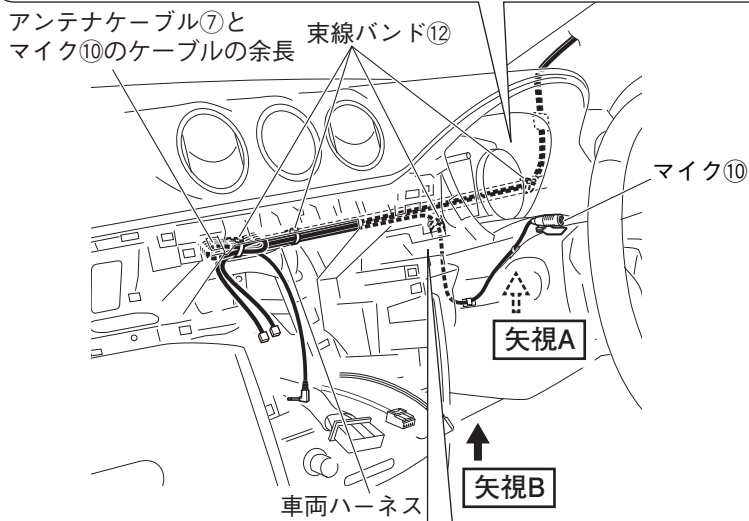 アンテナケーブル⑦と
マイク⑩のケーブルの余長
束線バンド⑫
マイク⑩
矢視A
矢視B
車両ハーネス